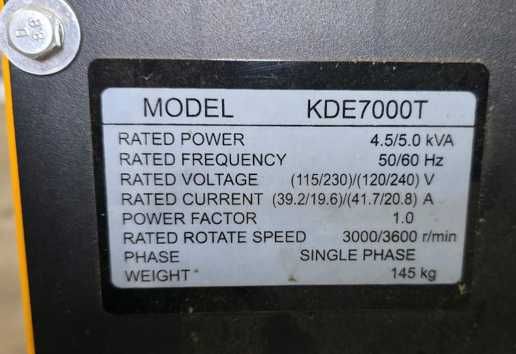 8.8
MODEL KDE7000T
RATED POWER 4.5/5.0 kVA
RATED FREQUENCY 50/60 Hz
RATED VOLTAGE (115/230)/(120/240) V
RATED CURRENT (39.2/19.6)/(41.7/20.8) A
POWER FACTOR 1.0
RATED ROTATE SPEED 3000/3600 r/min
PHASE SINGLE PHASE
WEIGHT 145 kg